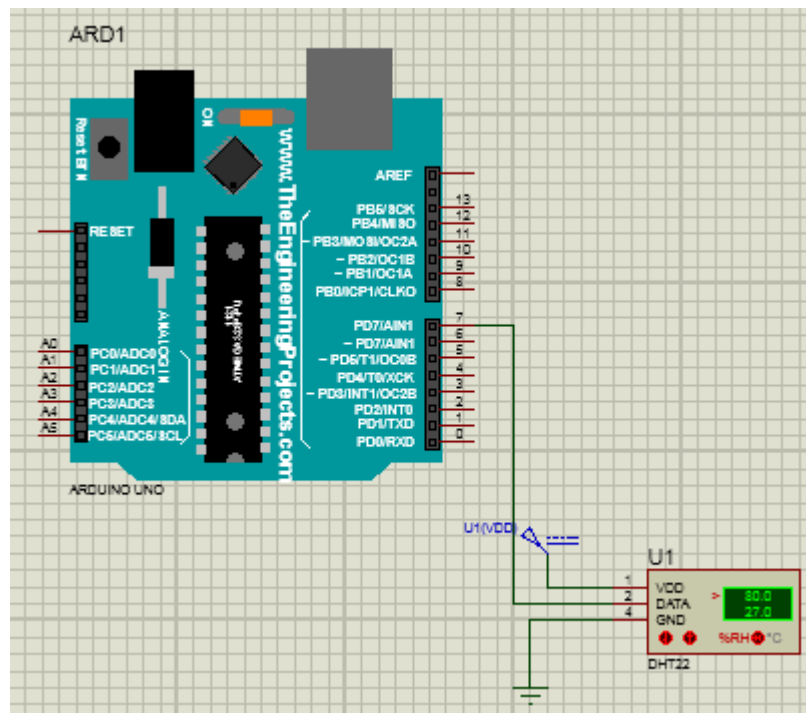 ARD1
ON
Reset BTN
www.TheEngineeringProjects.com
AREF
13
PB5/SCK
12
PB4/MISO
11
~ PB3/MOSI/OC2A
10
~ PB2/OC1B
9
~ PB1/OC1A
8
PB0/ICP1/CLKO
RESET
ANALOG IN
7
PD7/AIN1
6
~ PD7/AIN1
5
~ PD5/T1/OC0B
4
PD4/T0/XCK
3
~ PD3/INT1/OC2B
2
PD2/INT0
1
PD1/TXD
0
PD0/RXD
A0
PC0/ADC0
A1
PC1/ADC1
A2
PC2/ADC2
A3
PC3/ADC3
A4
PC4/ADC4/SDA
A5
PC5/ADC5/SCL
ARDUINO UNO
U1(VDD)
U1
1
VDD
2
DATA
4
GND
>
80.0
27.0
%RH
°C
DHT22